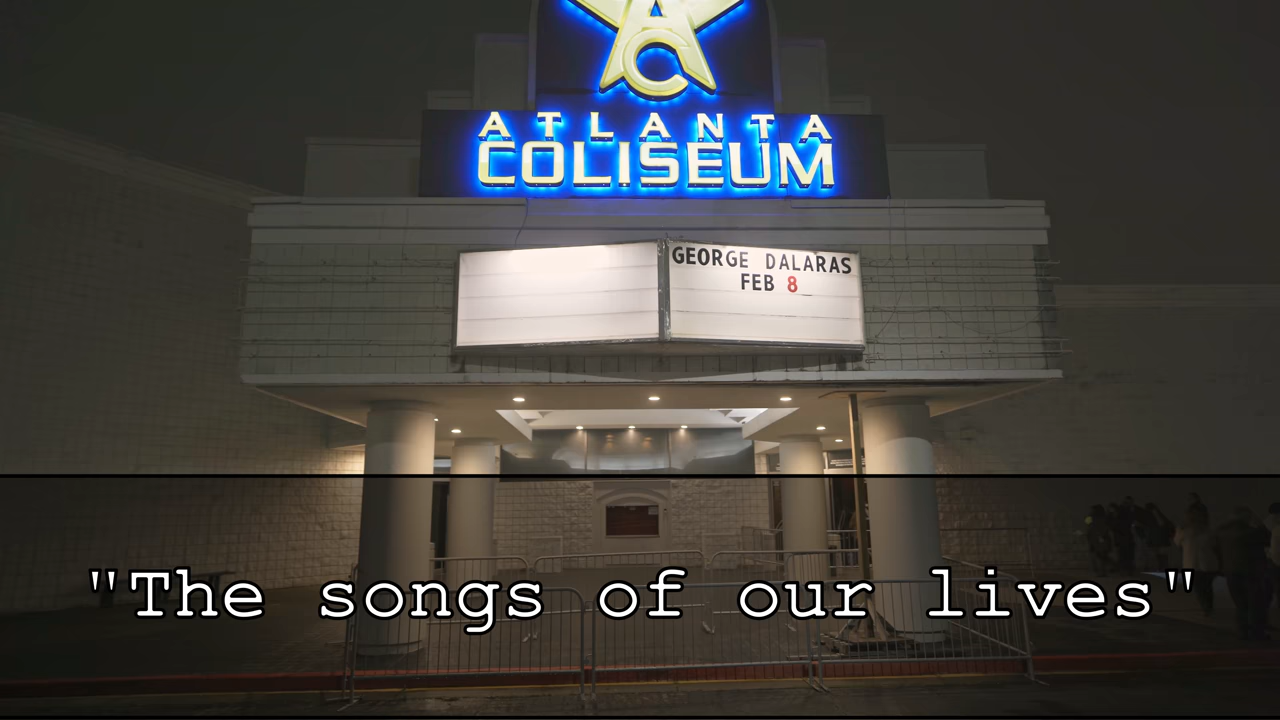 AC
ATLANTA
COLISEUM
GEORGE DALARAS
FEB 8
"The songs of our lives"